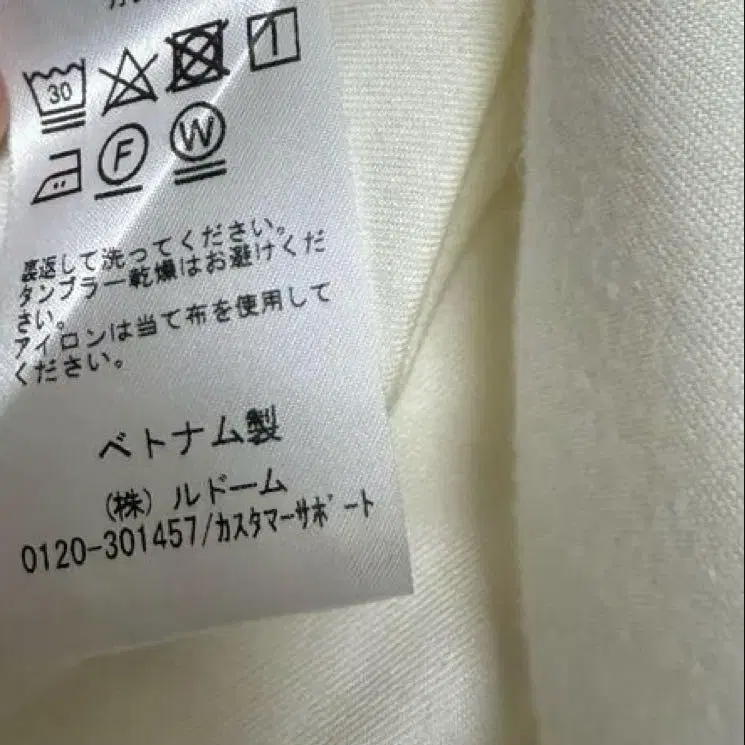 30
F W
裏返して洗ってください。
タンブラー乾燥はお避けくだ
さい。
アイロンは当て布を使用して
ください。
ベトナム製
(株) ルドーム
0120-301457/カスタマーサポート